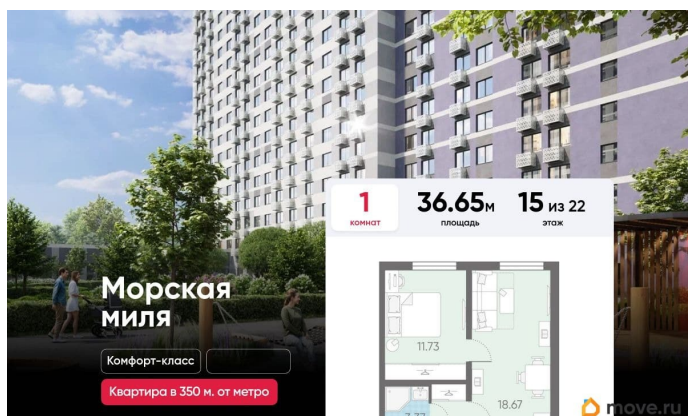 1
комнат
36.65м
площадь
15 из 22
этаж
Морская
миля
Комфорт-класс
Квартира в 350 м. от метро
11.73
18.67
move.ru